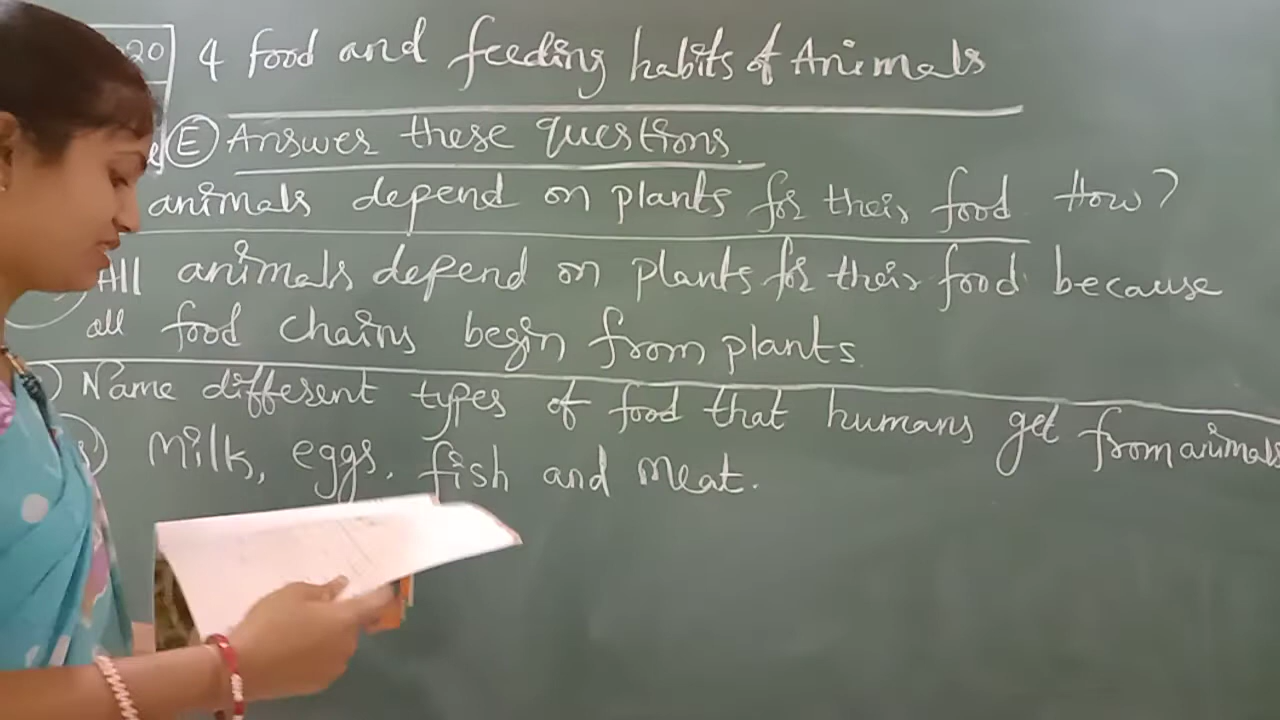 20
4 Food and feeding habits of Animals
(E) Answer these questions.
animals depend on plants for their food How?
All animals depend on plants for their food because
all food chains begin from plants.
) Name different types of food that humans get from animals
) Milk, eggs, fish and meat.